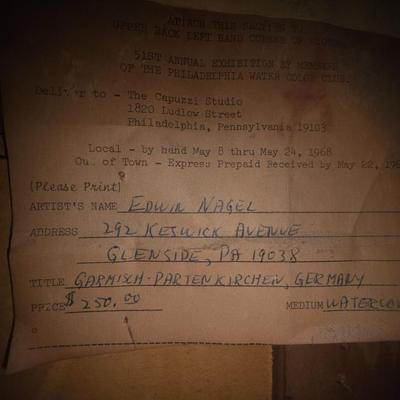 ATTACH THIS SECTION TO
UPPER BACK LEFT HAND CORNER OF
51ST ANNUAL EXHIBITION BY MEMBERS
OF THE PHILADELPHIA WATER COLOR CLUB
Deliver to - The Capuzzi Studio
1820 Ludlow Street
Philadelphia, Pennsylvania 19103
Local - by hand May 8 thru May 24, 1968
Out of Town - Express Prepaid Received by May 22,
(Please Print)
ARTIST'S NAME EDWIN NAGEL
ADDRESS 292 KESWICK AVENUE
GLENSIDE, PA 19038
TITLE GARMISCH-PARTENKIRCHEN, GERMANY
PRICE $250.00 MEDIUM